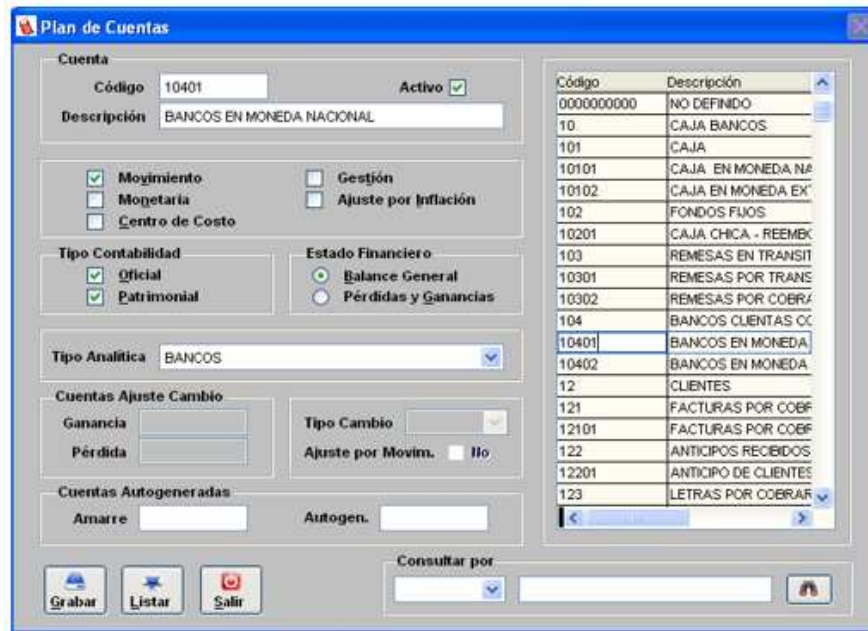 Plan de Cuentas
Cuenta
Código 10401 Activo
Descripción BANCOS EN MONEDA NACIONAL
Movimiento Gestión
Monetaria Ajuste por Inflación
Centro de Costo
Tipo Contabilidad Estado Financiero
Oficial Balance General
Patrimonial Pérdidas y Ganancias
Tipo Analítica BANCOS
Cuentas Ajuste Cambio
Ganancia Tipo Cambio
Pérdida Ajuste por Movim. No
Cuentas Autogeneradas
Amarre Autogen.
Grabar Listar Salir
Consultar por
Código Descripción
0000000000 NO DEFINIDO
10 CAJA BANCOS
101 CAJA
10101 CAJA EN MONEDA NA
10102 CAJA EN MONEDA EX
102 FONDOS FIJOS
10201 CAJA CHICA - REEMBO
103 REMESAS EN TRANSIT
10301 REMESAS POR TRANS
10302 REMESAS POR COBRA
104 BANCOS CUENTAS CO
10401 BANCOS EN MONEDA
10402 BANCOS EN MONEDA
12 CLIENTES
121 FACTURAS POR COBR
12101 FACTURAS POR COBR
122 ANTICIPOS RECIBIDOS
12201 ANTICIPO DE CLIENTES
123 LETRAS POR COBRAR